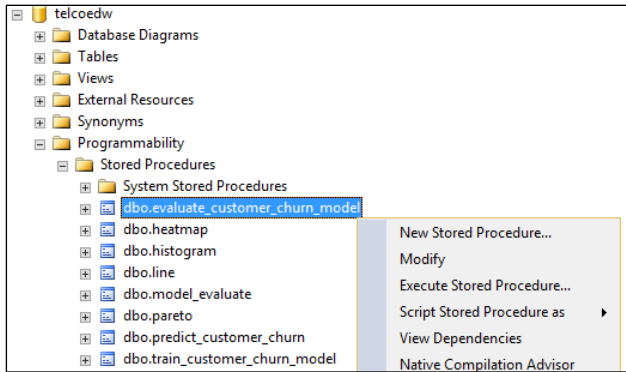 telcoedw
Database Diagrams
Tables
Views
External Resources
Synonyms
Programmability
Stored Procedures
System Stored Procedures
dbo.evaluate_customer_churn_model
dbo.heatmap
dbo.histogram
dbo.line
dbo.model_evaluate
dbo.pareto
dbo.predict_customer_churn
dbo.train_customer_churn_model
New Stored Procedure...
Modify
Execute Stored Procedure...
Script Stored Procedure as
View Dependencies
Native Compilation Advisor